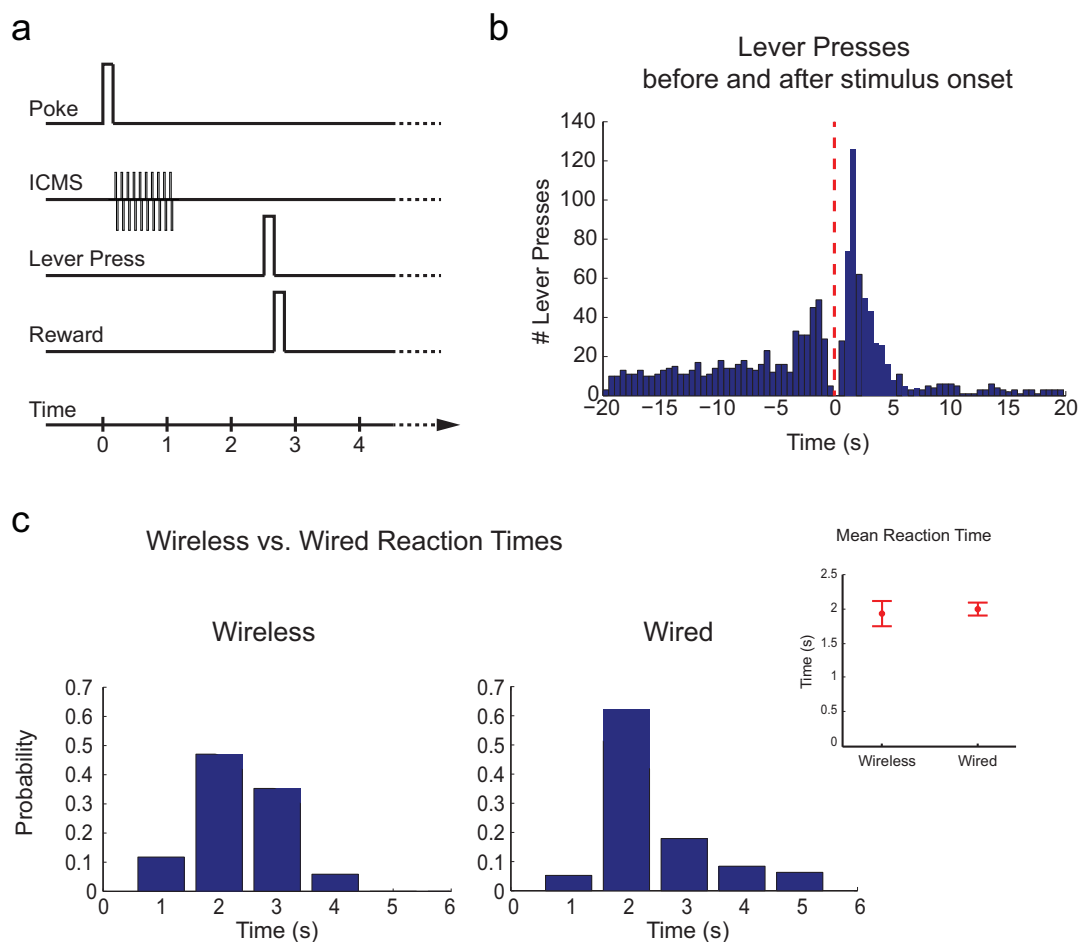 a
Poke
ICMS
Lever Press
Reward
Time
0 1 2 3 4
b
Lever Presses
before and after stimulus onset
# Lever Presses
140
120
100
80
60
40
20
0
−20 −15 −10 −5 0 5 10 15 20
Time (s)
c
Wireless vs. Wired Reaction Times
Wireless
Probability
0.7
0.6
0.5
0.4
0.3
0.2
0.1
0
0 1 2 3 4 5 6
Time (s)
Wired
0.7
0.6
0.5
0.4
0.3
0.2
0.1
0
0 1 2 3 4 5 6
Time (s)
Mean Reaction Time
Time (s)
2.5
2
1.5
1
0.5
0
Wireless Wired